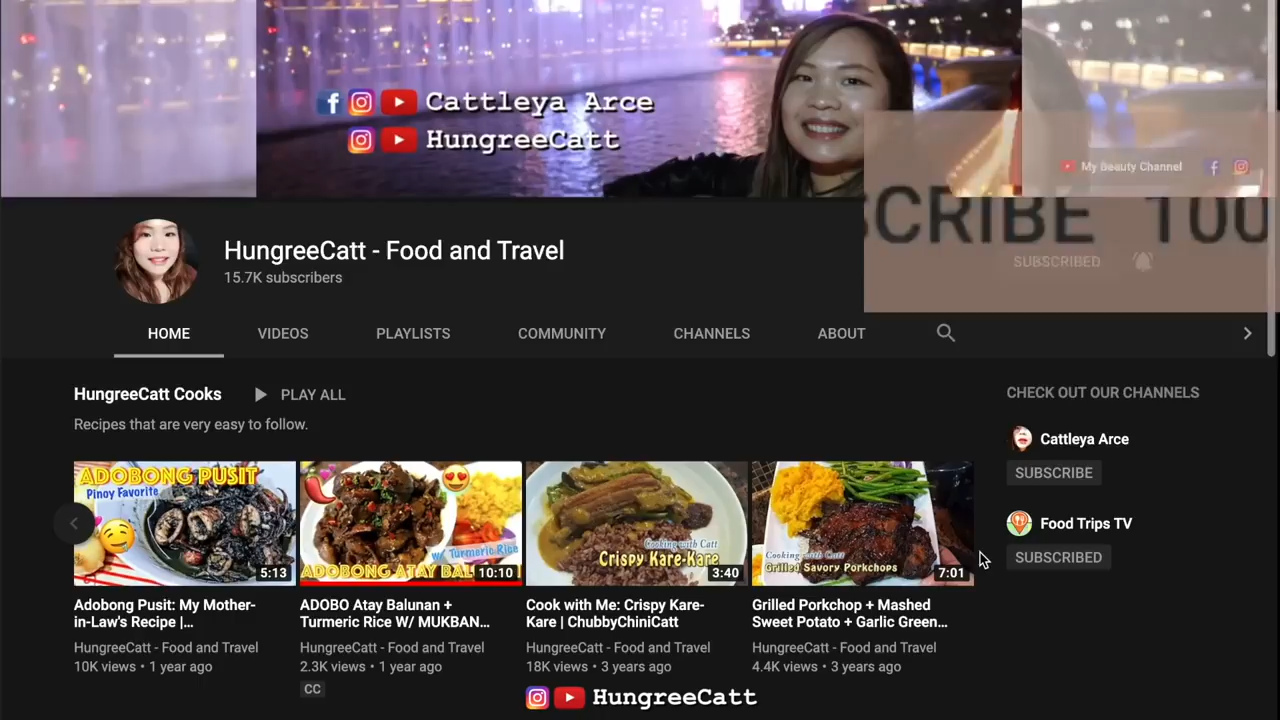 Cattleya Arce
HungreeCatt
My Beauty Channel
SCRIBE 100
SUBSCRIBED
HungreeCatt - Food and Travel
15.7K subscribers
HOME VIDEOS PLAYLISTS COMMUNITY CHANNELS ABOUT
HungreeCatt Cooks PLAY ALL
Recipes that are very easy to follow.
CHECK OUT OUR CHANNELS
Cattleya Arce
SUBSCRIBE
Food Trips TV
SUBSCRIBED
ADOBONG PUSIT
Pinoy Favorite
5:13
Adobong Pusit: My Mother-
in-Law's Recipe |...
HungreeCatt - Food and Travel
10K views • 1 year ago
w/ Turmeric Rice
ADOBONG ATAY BAL
10:10
ADOBO Atay Balunan +
Turmeric Rice W/ MUKBAN...
HungreeCatt - Food and Travel
2.3K views • 1 year ago
CC
Cooking with Catt
Crispy Kare-Kare
3:40
Cook with Me: Crispy Kare-
Kare | ChubbyChiniCatt
HungreeCatt - Food and Travel
18K views • 3 years ago
Cooking with Catt
Grilled Savory Porkchops
7:01
Grilled Porkchop + Mashed
Sweet Potato + Garlic Green...
HungreeCatt - Food and Travel
4.4K views • 3 years ago
HungreeCatt